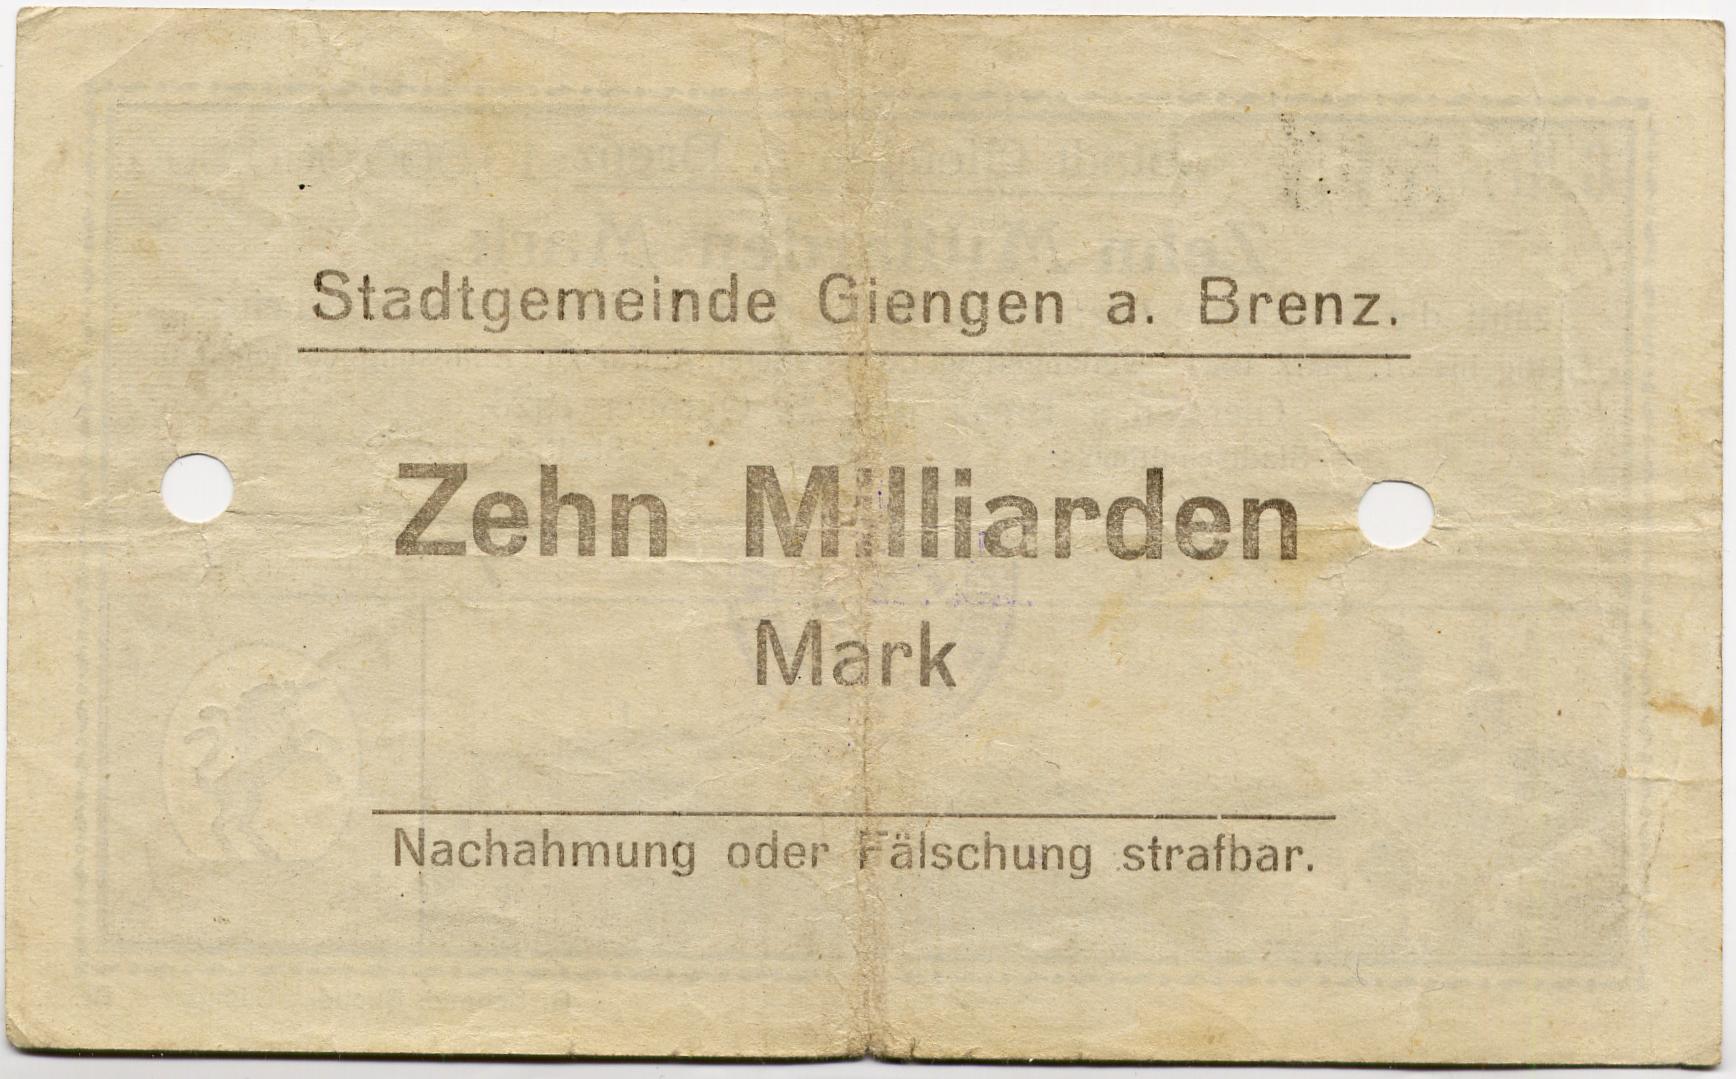 Stadtgemeinde Giengen a. Brenz.
Zehn Milliarden
Mark
Nachahmung oder Fälschung strafbar.